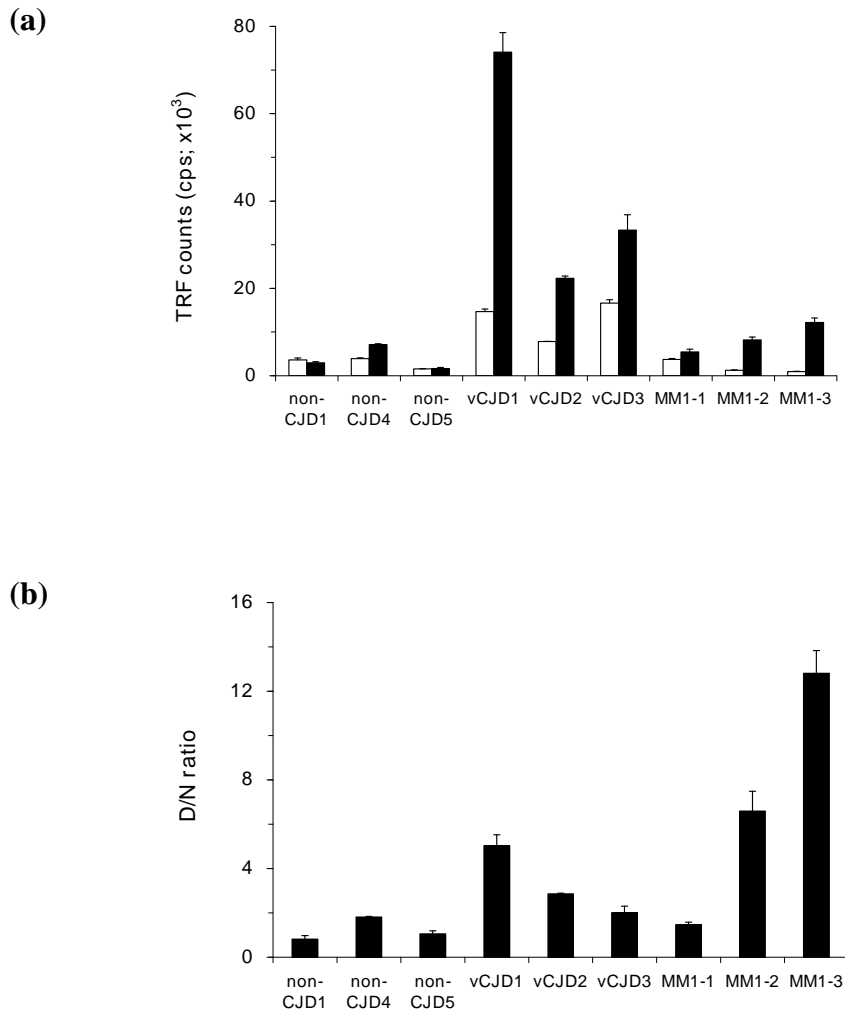 (a)
TRF counts (cps; x10³)
80
60
40
20
0
non-CJD1 non-CJD4 non-CJD5 vCJD1 vCJD2 vCJD3 MM1-1 MM1-2 MM1-3
(b)
D/N ratio
16
12
8
4
0
non-CJD1 non-CJD4 non-CJD5 vCJD1 vCJD2 vCJD3 MM1-1 MM1-2 MM1-3